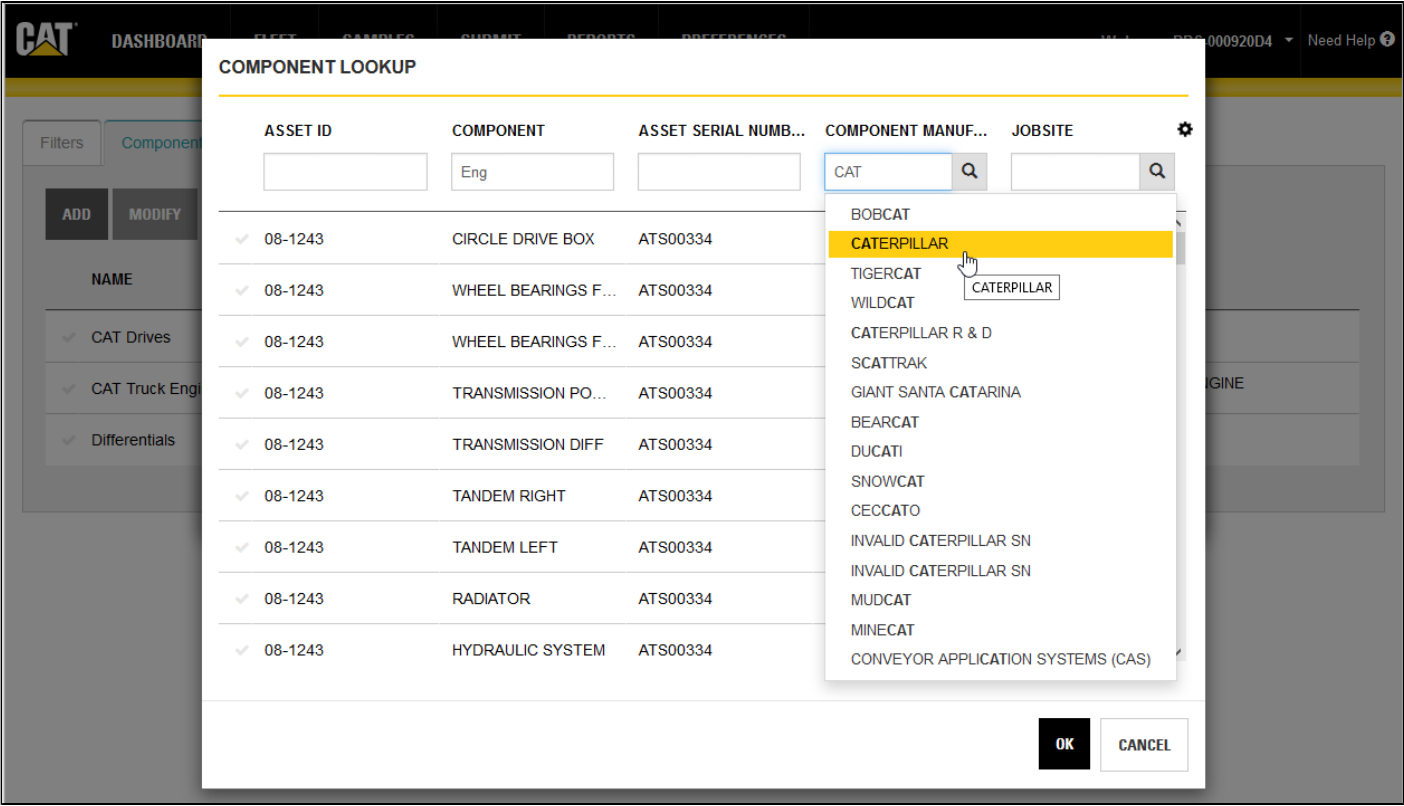 CAT DASHBOARD
000920D4 Need Help
COMPONENT LOOKUP
Filters Component
ASSET ID COMPONENT ASSET SERIAL NUMB... COMPONENT MANUF... JOBSITE
Eng CAT
ADD MODIFY
NAME
CAT Drives
CAT Truck Engi
Differentials
NGINE
08-1243 CIRCLE DRIVE BOX ATS00334
08-1243 WHEEL BEARINGS F... ATS00334
08-1243 WHEEL BEARINGS F... ATS00334
08-1243 TRANSMISSION PO... ATS00334
08-1243 TRANSMISSION DIFF ATS00334
08-1243 TANDEM RIGHT ATS00334
08-1243 TANDEM LEFT ATS00334
08-1243 RADIATOR ATS00334
08-1243 HYDRAULIC SYSTEM ATS00334
BOBCAT
CATERPILLAR
TIGERCAT
CATERPILLAR
WILDCAT
CATERPILLAR R & D
SCATTRAK
GIANT SANTA CATARINA
BEARCAT
DUCATI
SNOWCAT
CECCATO
INVALID CATERPILLAR SN
INVALID CATERPILLAR SN
MUDCAT
MINECAT
CONVEYOR APPLICATION SYSTEMS (CAS)
OK CANCEL